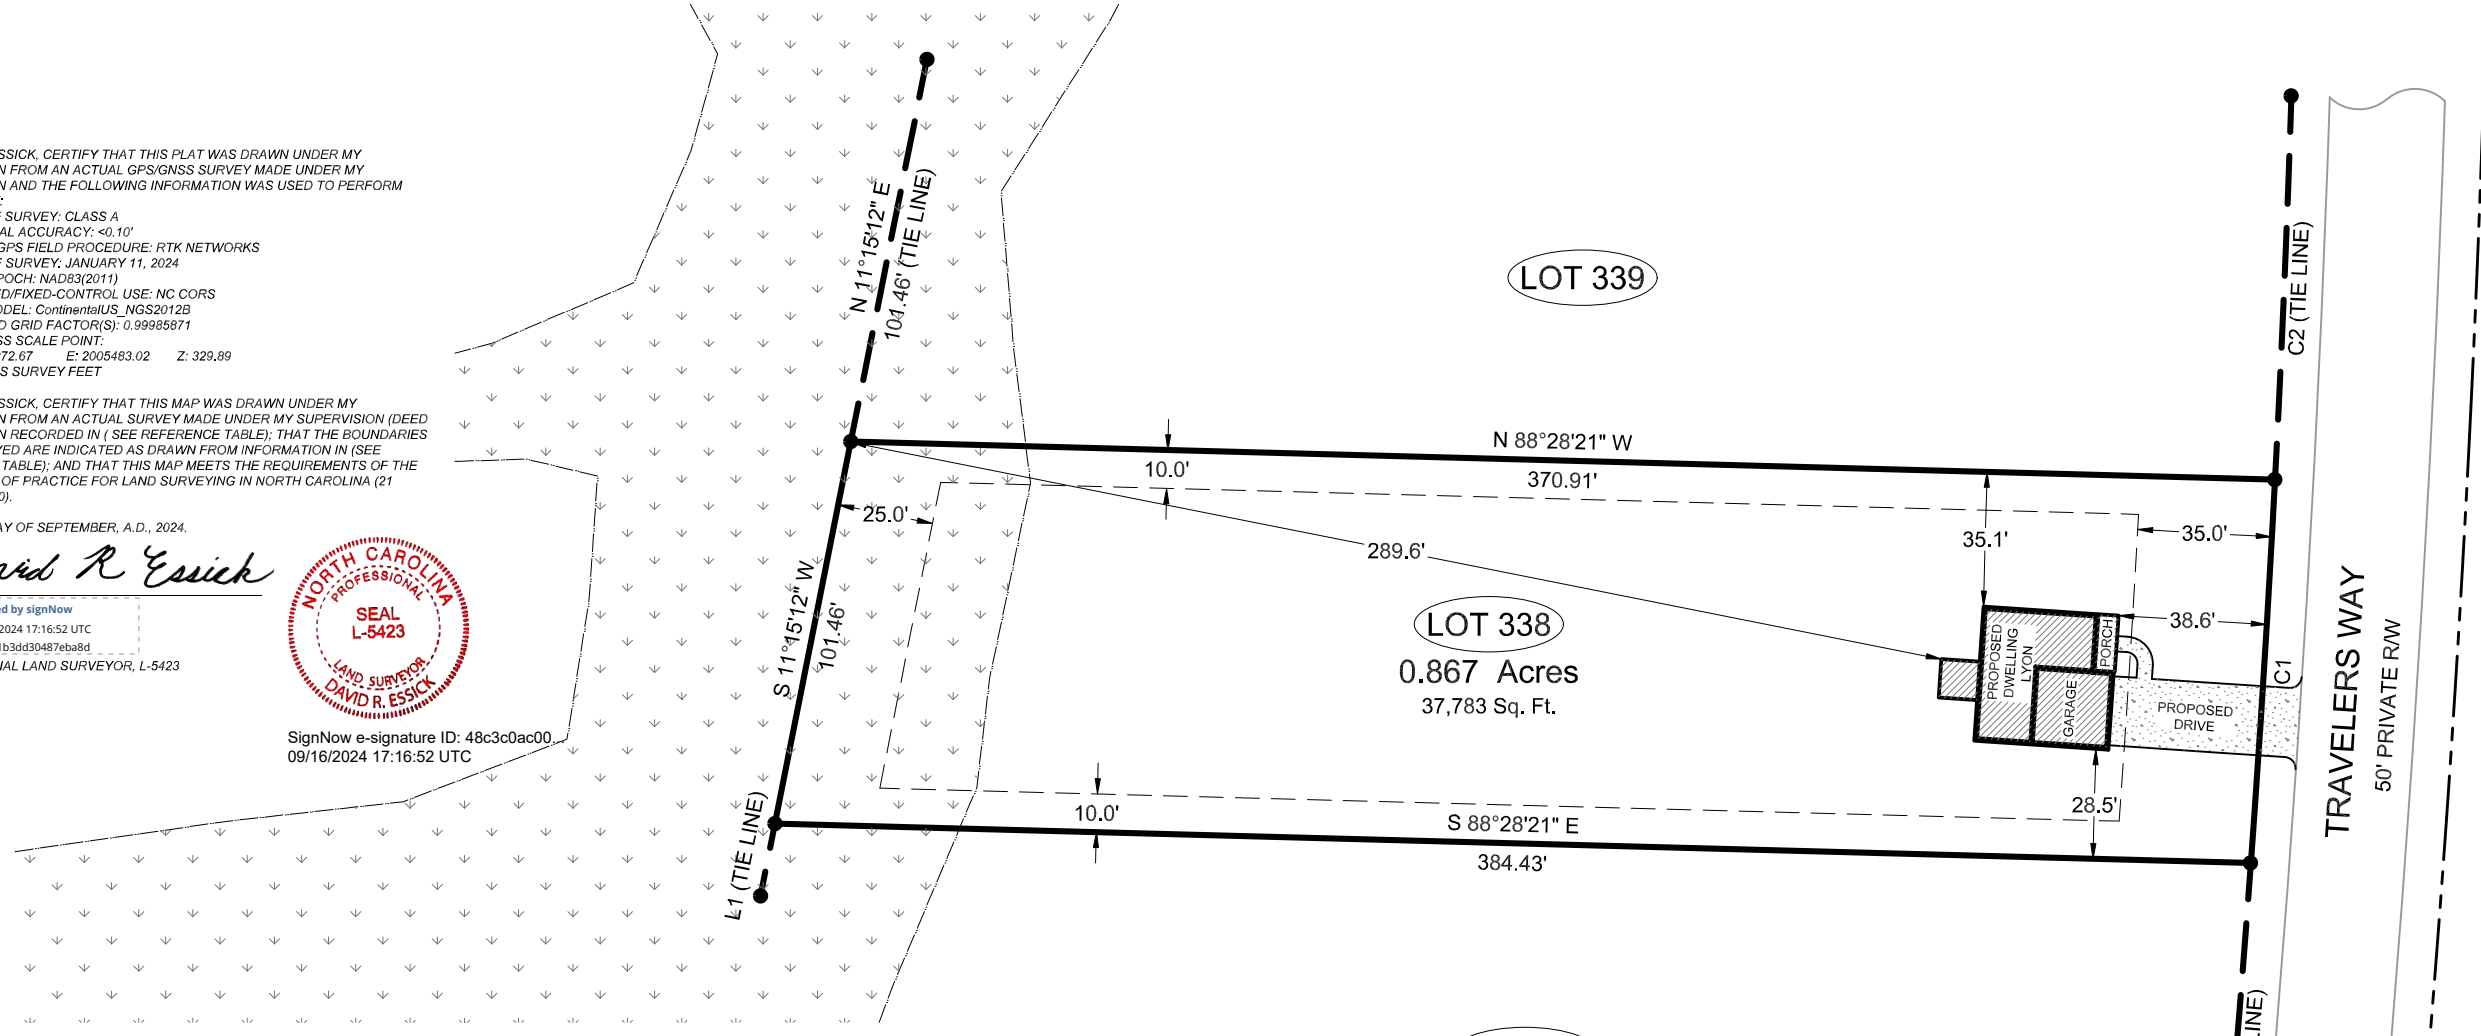 SSICK, CERTIFY THAT THIS PLAT WAS DRAWN UNDER MY
N FROM AN ACTUAL GPS/GNSS SURVEY MADE UNDER MY
N AND THE FOLLOWING INFORMATION WAS USED TO PERFORM
:
SURVEY: CLASS A
AL ACCURACY: <0.10'
GPS FIELD PROCEDURE: RTK NETWORKS
SURVEY: JANUARY 11, 2024
POCH: NAD83(2011)
D/FIXED-CONTROL USE: NC CORS
DEL: ContinentalUS_NGS2012B
D GRID FACTOR(S): 0.99985871
SS SCALE POINT:
72.67 E: 2005483.02 Z: 329.89
S SURVEY FEET
SSICK, CERTIFY THAT THIS MAP WAS DRAWN UNDER MY
N FROM AN ACTUAL SURVEY MADE UNDER MY SUPERVISION (DEED
N RECORDED IN ( SEE REFERENCE TABLE); THAT THE BOUNDARIES
YED ARE INDICATED AS DRAWN FROM INFORMATION IN (SEE
TABLE); AND THAT THIS MAP MEETS THE REQUIREMENTS OF THE
OF PRACTICE FOR LAND SURVEYING IN NORTH CAROLINA (21
0).
AY OF SEPTEMBER, A.D., 2024.
vid R Essick
ed by signNow
2024 17:16:52 UTC
1b3dd30487eba8d
IAL LAND SURVEYOR, L-5423
NORTH CAROLINA
PROFESSIONAL
SEAL
L-5423
LAND SURVEYOR
DAVID R. ESSICK
SignNow e-signature ID: 48c3c0ac00...
09/16/2024 17:16:52 UTC
N 11°15'12" E
101.46' (TIE LINE)
S 11°15'12" W
101.46'
L1 (TIE LINE)
LOT 339
N 88°28'21" W
370.91'
10.0'
25.0'
289.6'
35.1'
35.0'
38.6'
LOT 338
0.867 Acres
37,783 Sq. Ft.
PROPOSED
DWELLING
LYON
PORCH
GARAGE
PROPOSED
DRIVE
28.5'
10.0'
S 88°28'21" E
384.43'
C2 (TIE LINE)
C1
TRAVELERS WAY
50' PRIVATE R/W
LINE)